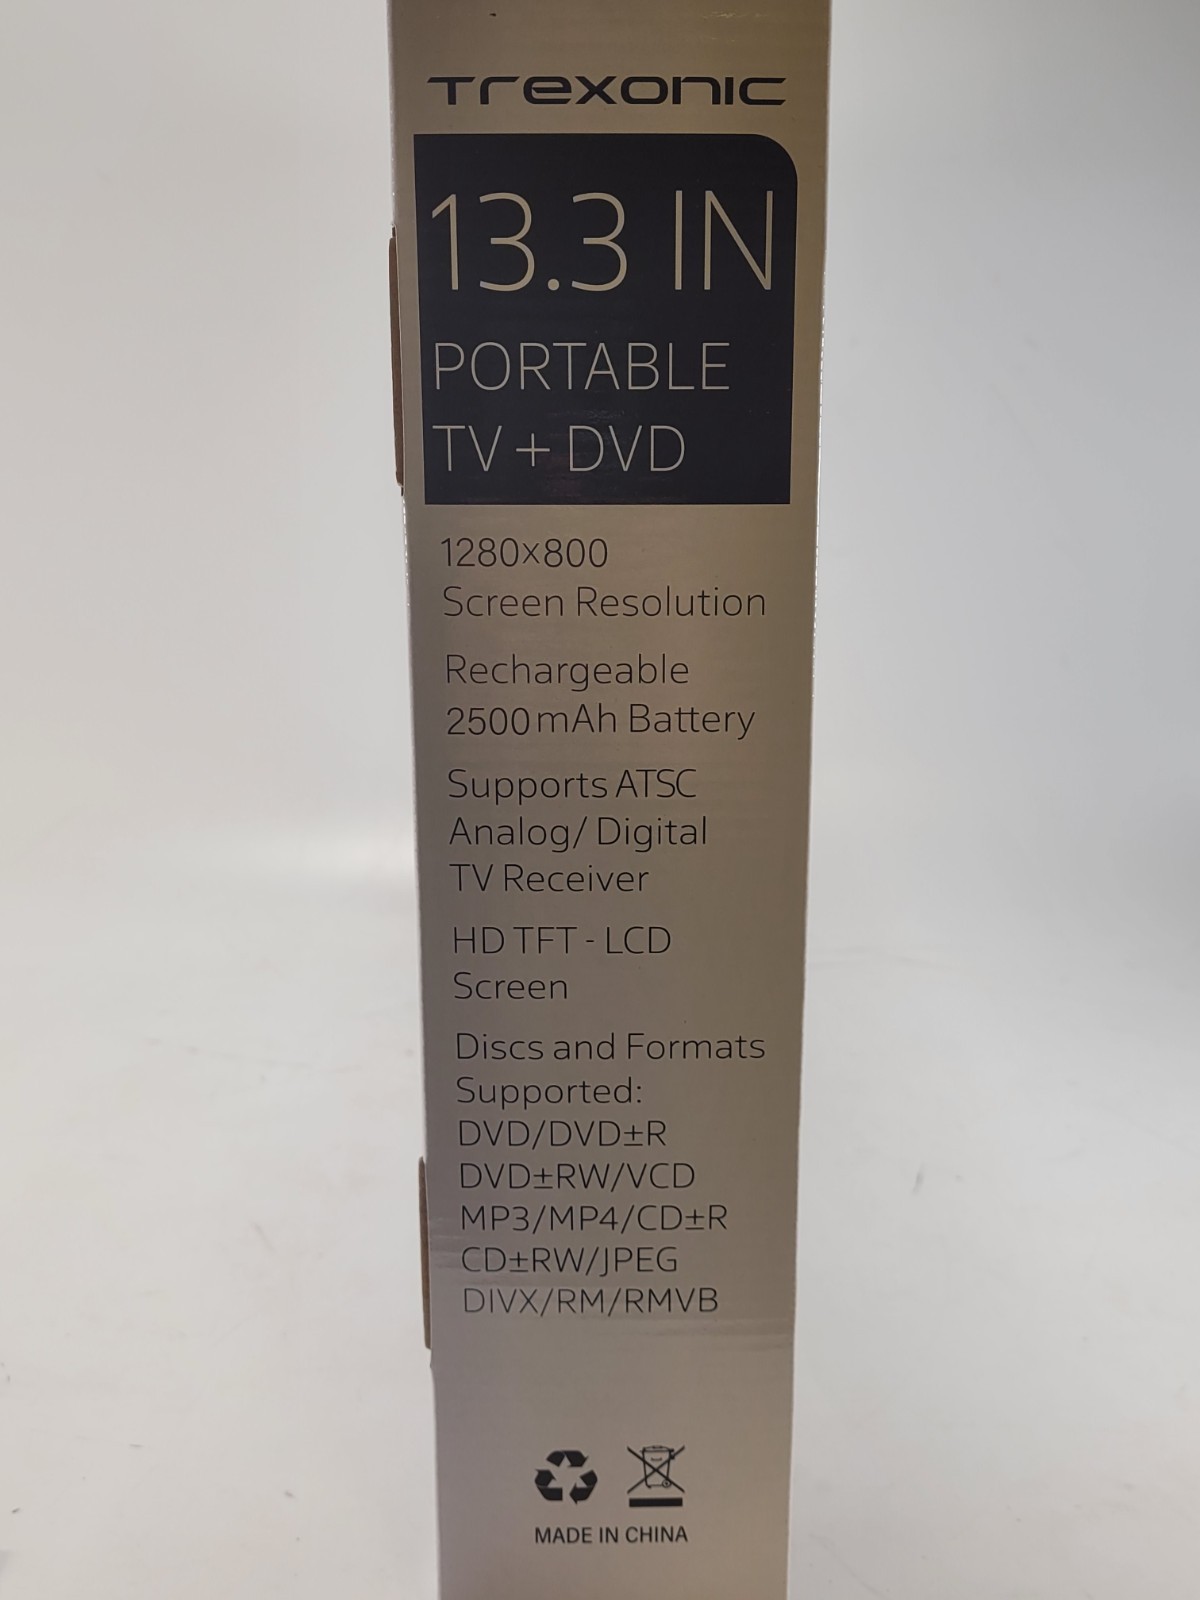 Trexonic
13.3 IN
PORTABLE
TV + DVD
1280×800
Screen Resolution
Rechargeable
2500mAh Battery
Supports ATSC
Analog/ Digital
TV Receiver
HD TFT - LCD
Screen
Discs and Formats
Supported:
DVD/DVD±R
DVD±RW/VCD
MP3/MP4/CD±R
CD±RW/JPEG
DIVX/RM/RMVB
MADE IN CHINA